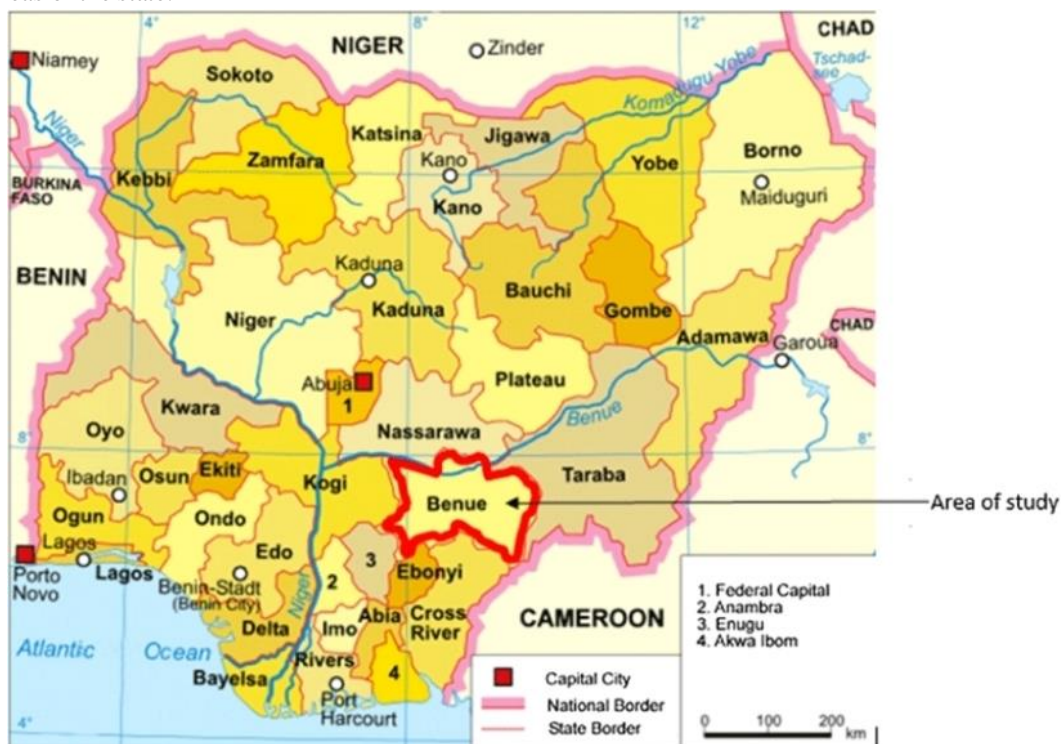 4°
8°
12°
CHAD
NIGER
Zinder
Niamey
Tschad-
see
Sokoto
Komadugu Yobe
Niger
Katsina
Jigawa
Zamfara
Kano
Yobe
Borno
Kebbi
BURKINA
FASO
Maiduguri
Kano
BENIN
Kaduna
Bauchi
Gombe
Niger
Kaduna
Adamawa
CHAD
Garoua
Abuja
1
Plateau
Benue
Kwara
Nassarawa
8°
8°
Oyo
Taraba
Ibadan
Osun
Ekiti
Kogi
Benue
Area of study
Ogun
Ondo
Lagos
Edo
3
Ebonyi
Porto
Novo
Lagos
Benin-Stadt
(Benin City)
Niger
2
Abia
Cross
River
CAMEROON
Delta
Imo
Atlantic
Ocean
Rivers
4
Bayelsa
Port
Harcourt
4°
1. Federal Capital
2. Anambra
3. Enugu
4. Akwa Ibom
Capital City
National Border
State Border
0 100 200
km